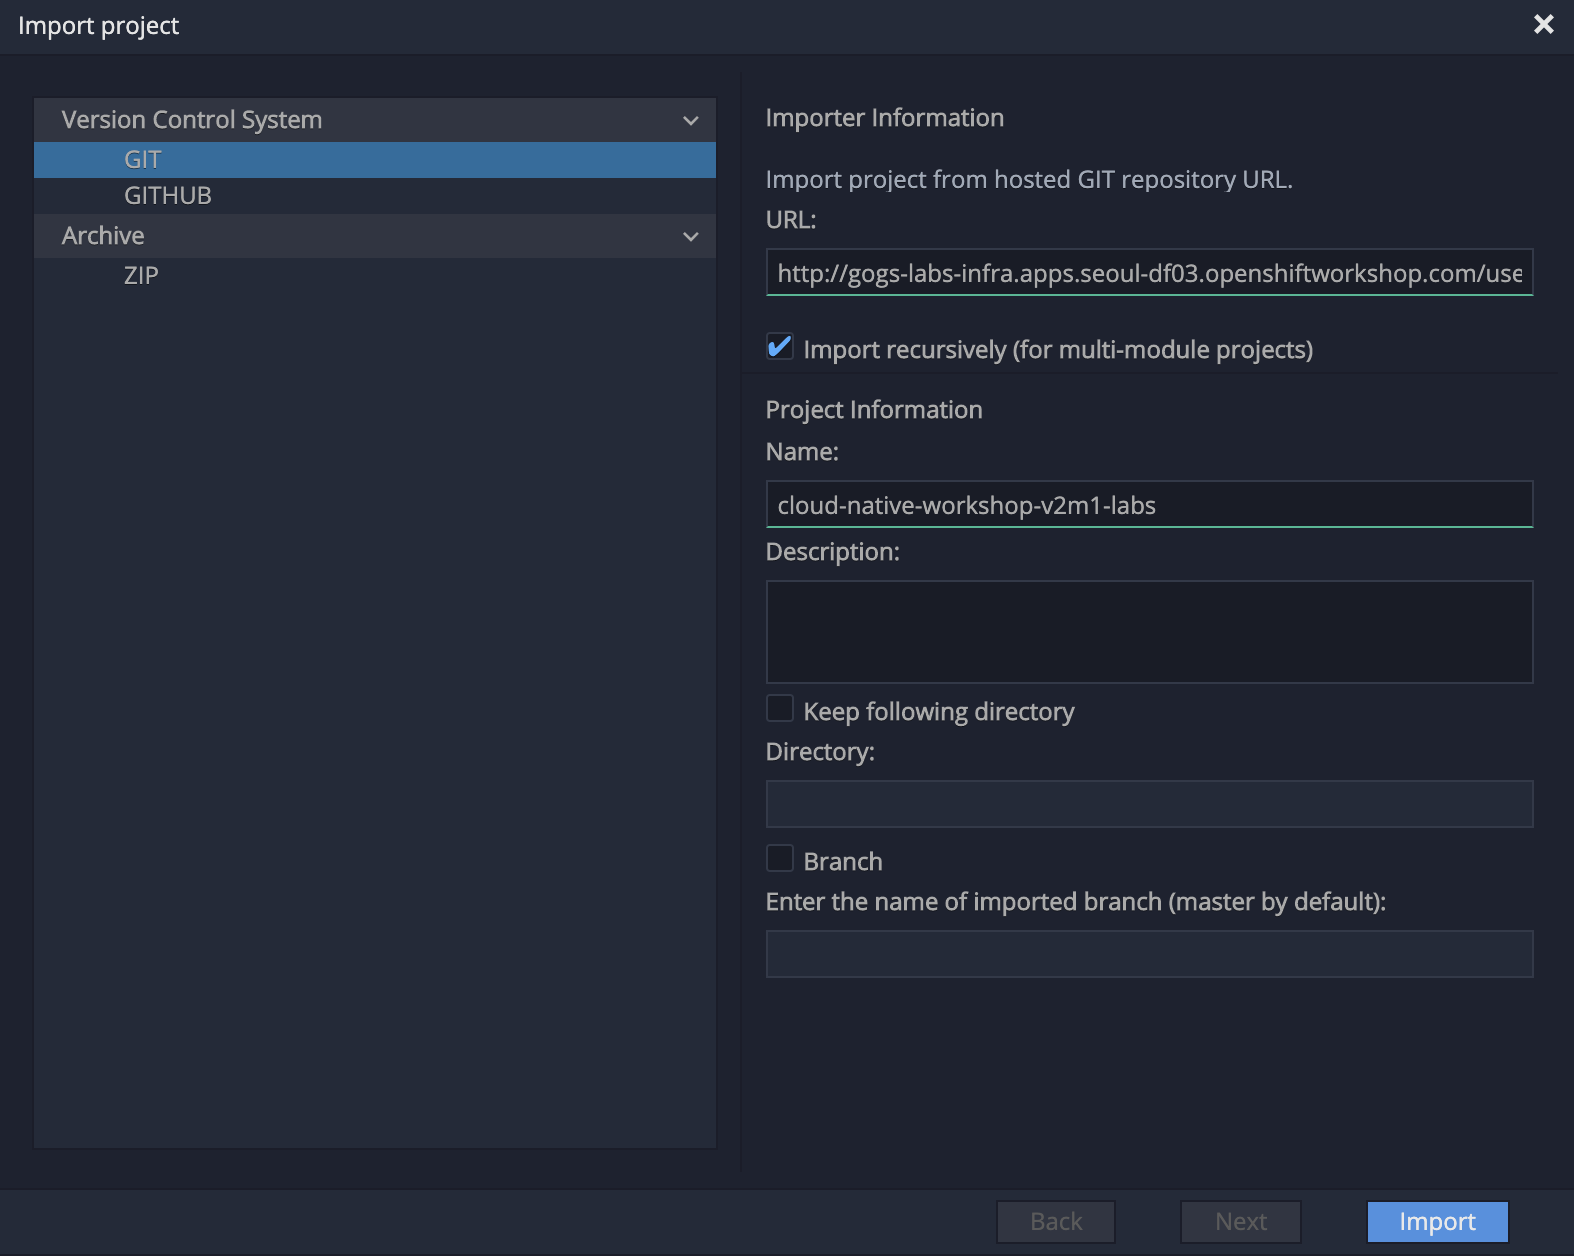 Import project
Version Control System
GIT
GITHUB
Archive
ZIP
Importer Information
Import project from hosted GIT repository URL.
URL:
http://gogs-labs-infra.apps.seoul-df03.openshiftworkshop.com/use
Import recursively (for multi-module projects)
Project Information
Name:
cloud-native-workshop-v2m1-labs
Description:
Keep following directory
Directory:
Branch
Enter the name of imported branch (master by default):
Back
Next
Import